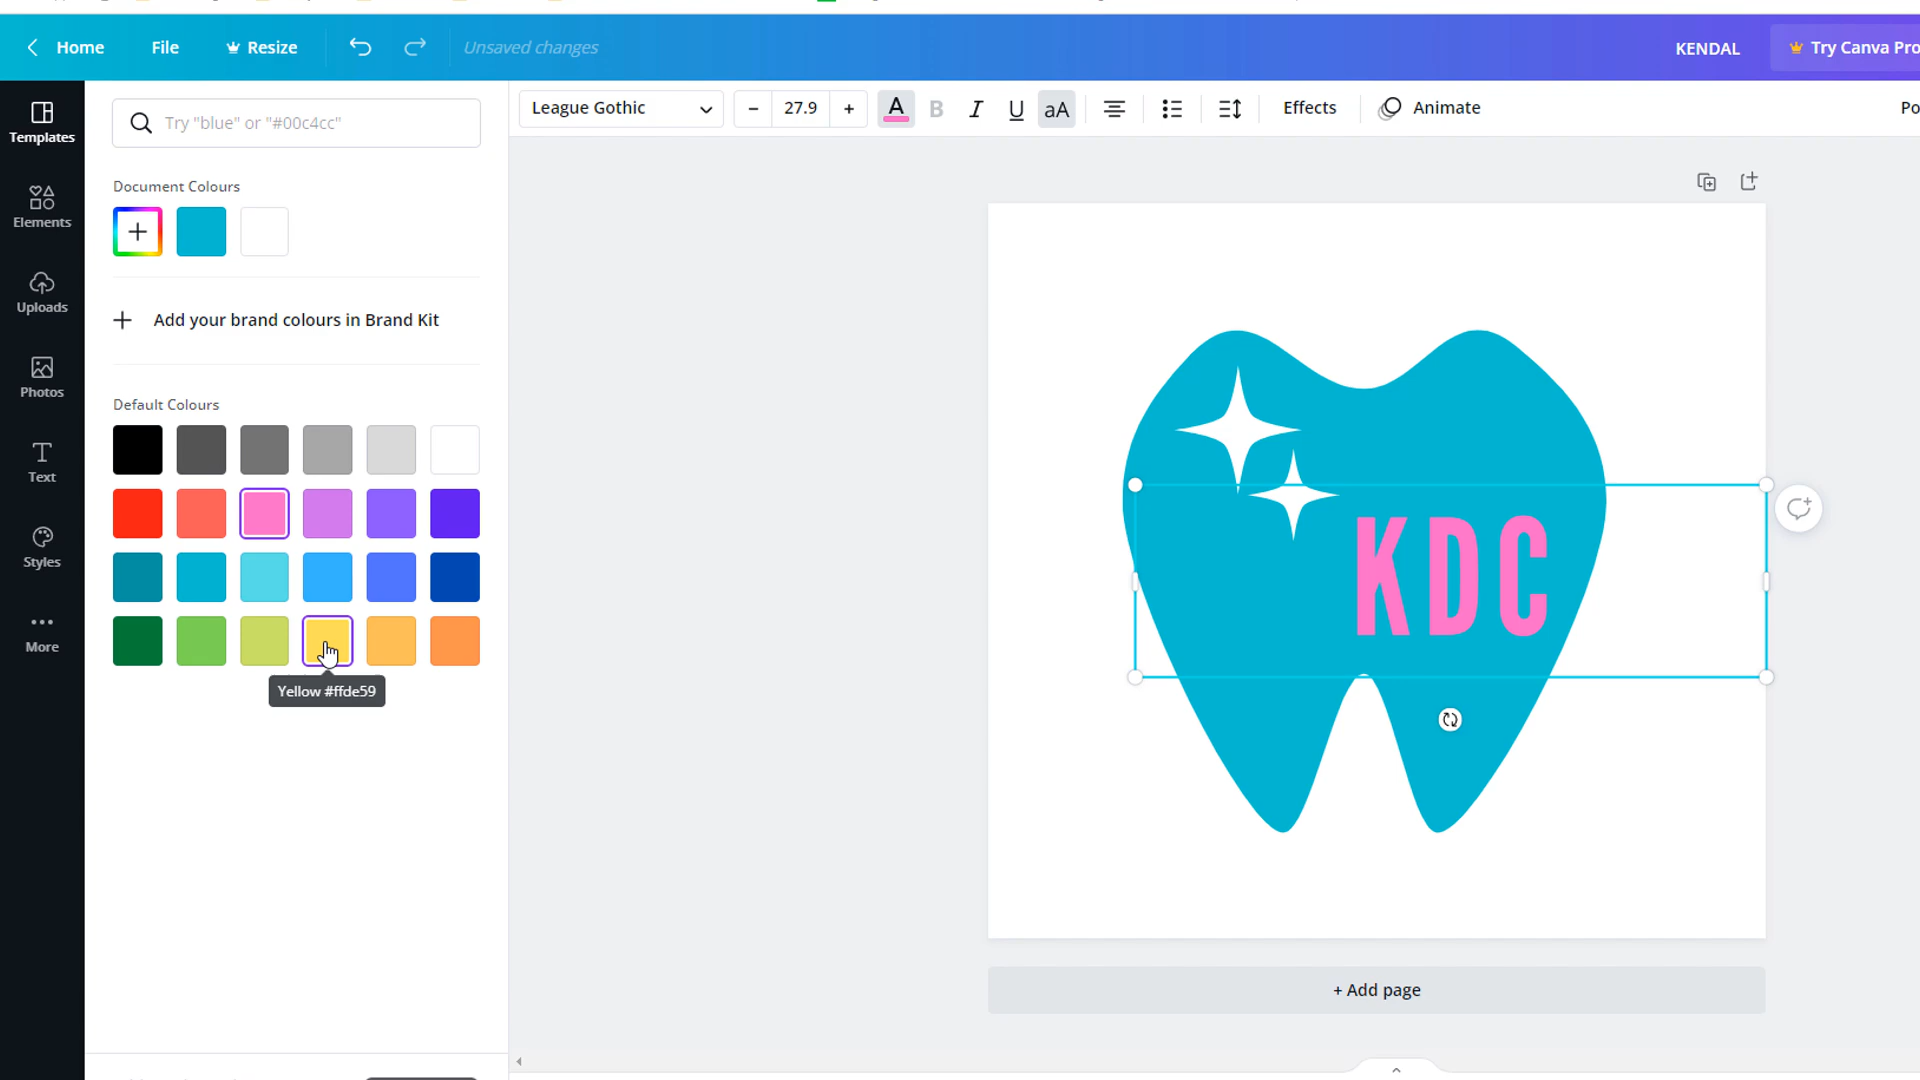 Home File Resize Unsaved changes KENDAL Try Canva Pro
Templates
Elements
Uploads
Photos
Text
Styles
More
Try "blue" or "#00c4cc"
Document Colours
+ Add your brand colours in Brand Kit
Default Colours
Yellow #ffde59
League Gothic – 27.9 + A B I U aA Effects Animate Po
KDC
+ Add page